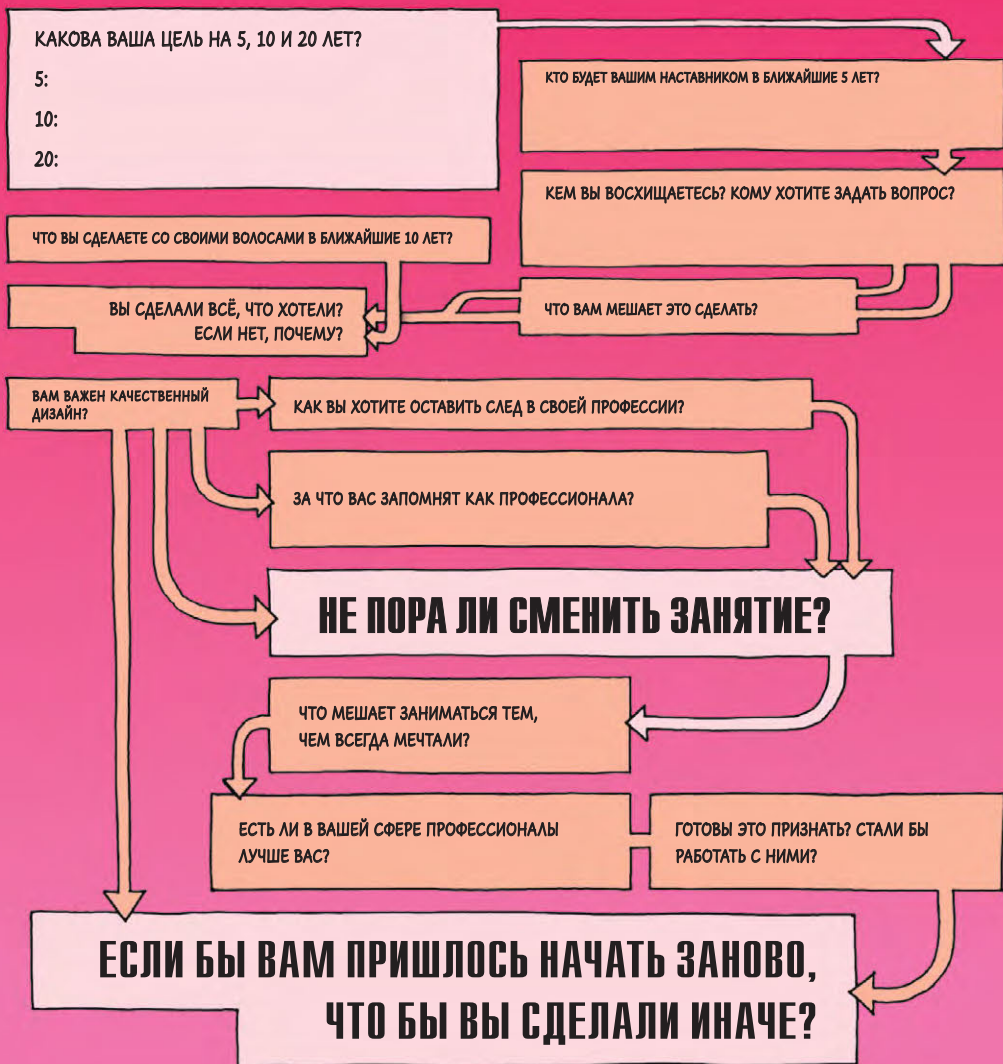 КАКОВА ВАША ЦЕЛЬ НА 5, 10 И 20 ЛЕТ?
5:
10:
20:
КТО БУДЕТ ВАШИМ НАСТАВНИКОМ В БЛИЖАЙШИЕ 5 ЛЕТ?
КЕМ ВЫ ВОСХИЩАЕТЕСЬ? КОМУ ХОТИТЕ ЗАДАТЬ ВОПРОС?
ЧТО ВЫ СДЕЛАЕТЕ СО СВОИМИ ВОЛОСАМИ В БЛИЖАЙШИЕ 10 ЛЕТ?
ВЫ СДЕЛАЛИ ВСЁ, ЧТО ХОТЕЛИ?
ЕСЛИ НЕТ, ПОЧЕМУ?
ЧТО ВАМ МЕШАЕТ ЭТО СДЕЛАТЬ?
ВАМ ВАЖЕН КАЧЕСТВЕННЫЙ
ДИЗАЙН?
КАК ВЫ ХОТИТЕ ОСТАВИТЬ СЛЕД В СВОЕЙ ПРОФЕССИИ?
ЗА ЧТО ВАС ЗАПОМНЯТ КАК ПРОФЕССИОНАЛА?
НЕ ПОРА ЛИ СМЕНИТЬ ЗАНЯТИЕ?
ЧТО МЕШАЕТ ЗАНИМАТЬСЯ ТЕМ,
ЧЕМ ВСЕГДА МЕЧТАЛИ?
ЕСТЬ ЛИ В ВАШЕЙ СФЕРЕ ПРОФЕССИОНАЛЫ
ЛУЧШЕ ВАС?
ГОТОВЫ ЭТО ПРИЗНАТЬ? СТАЛИ БЫ
РАБОТАТЬ С НИМИ?
ЕСЛИ БЫ ВАМ ПРИШЛОСЬ НАЧАТЬ ЗАНОВО,
ЧТО БЫ ВЫ СДЕЛАЛИ ИНАЧЕ?